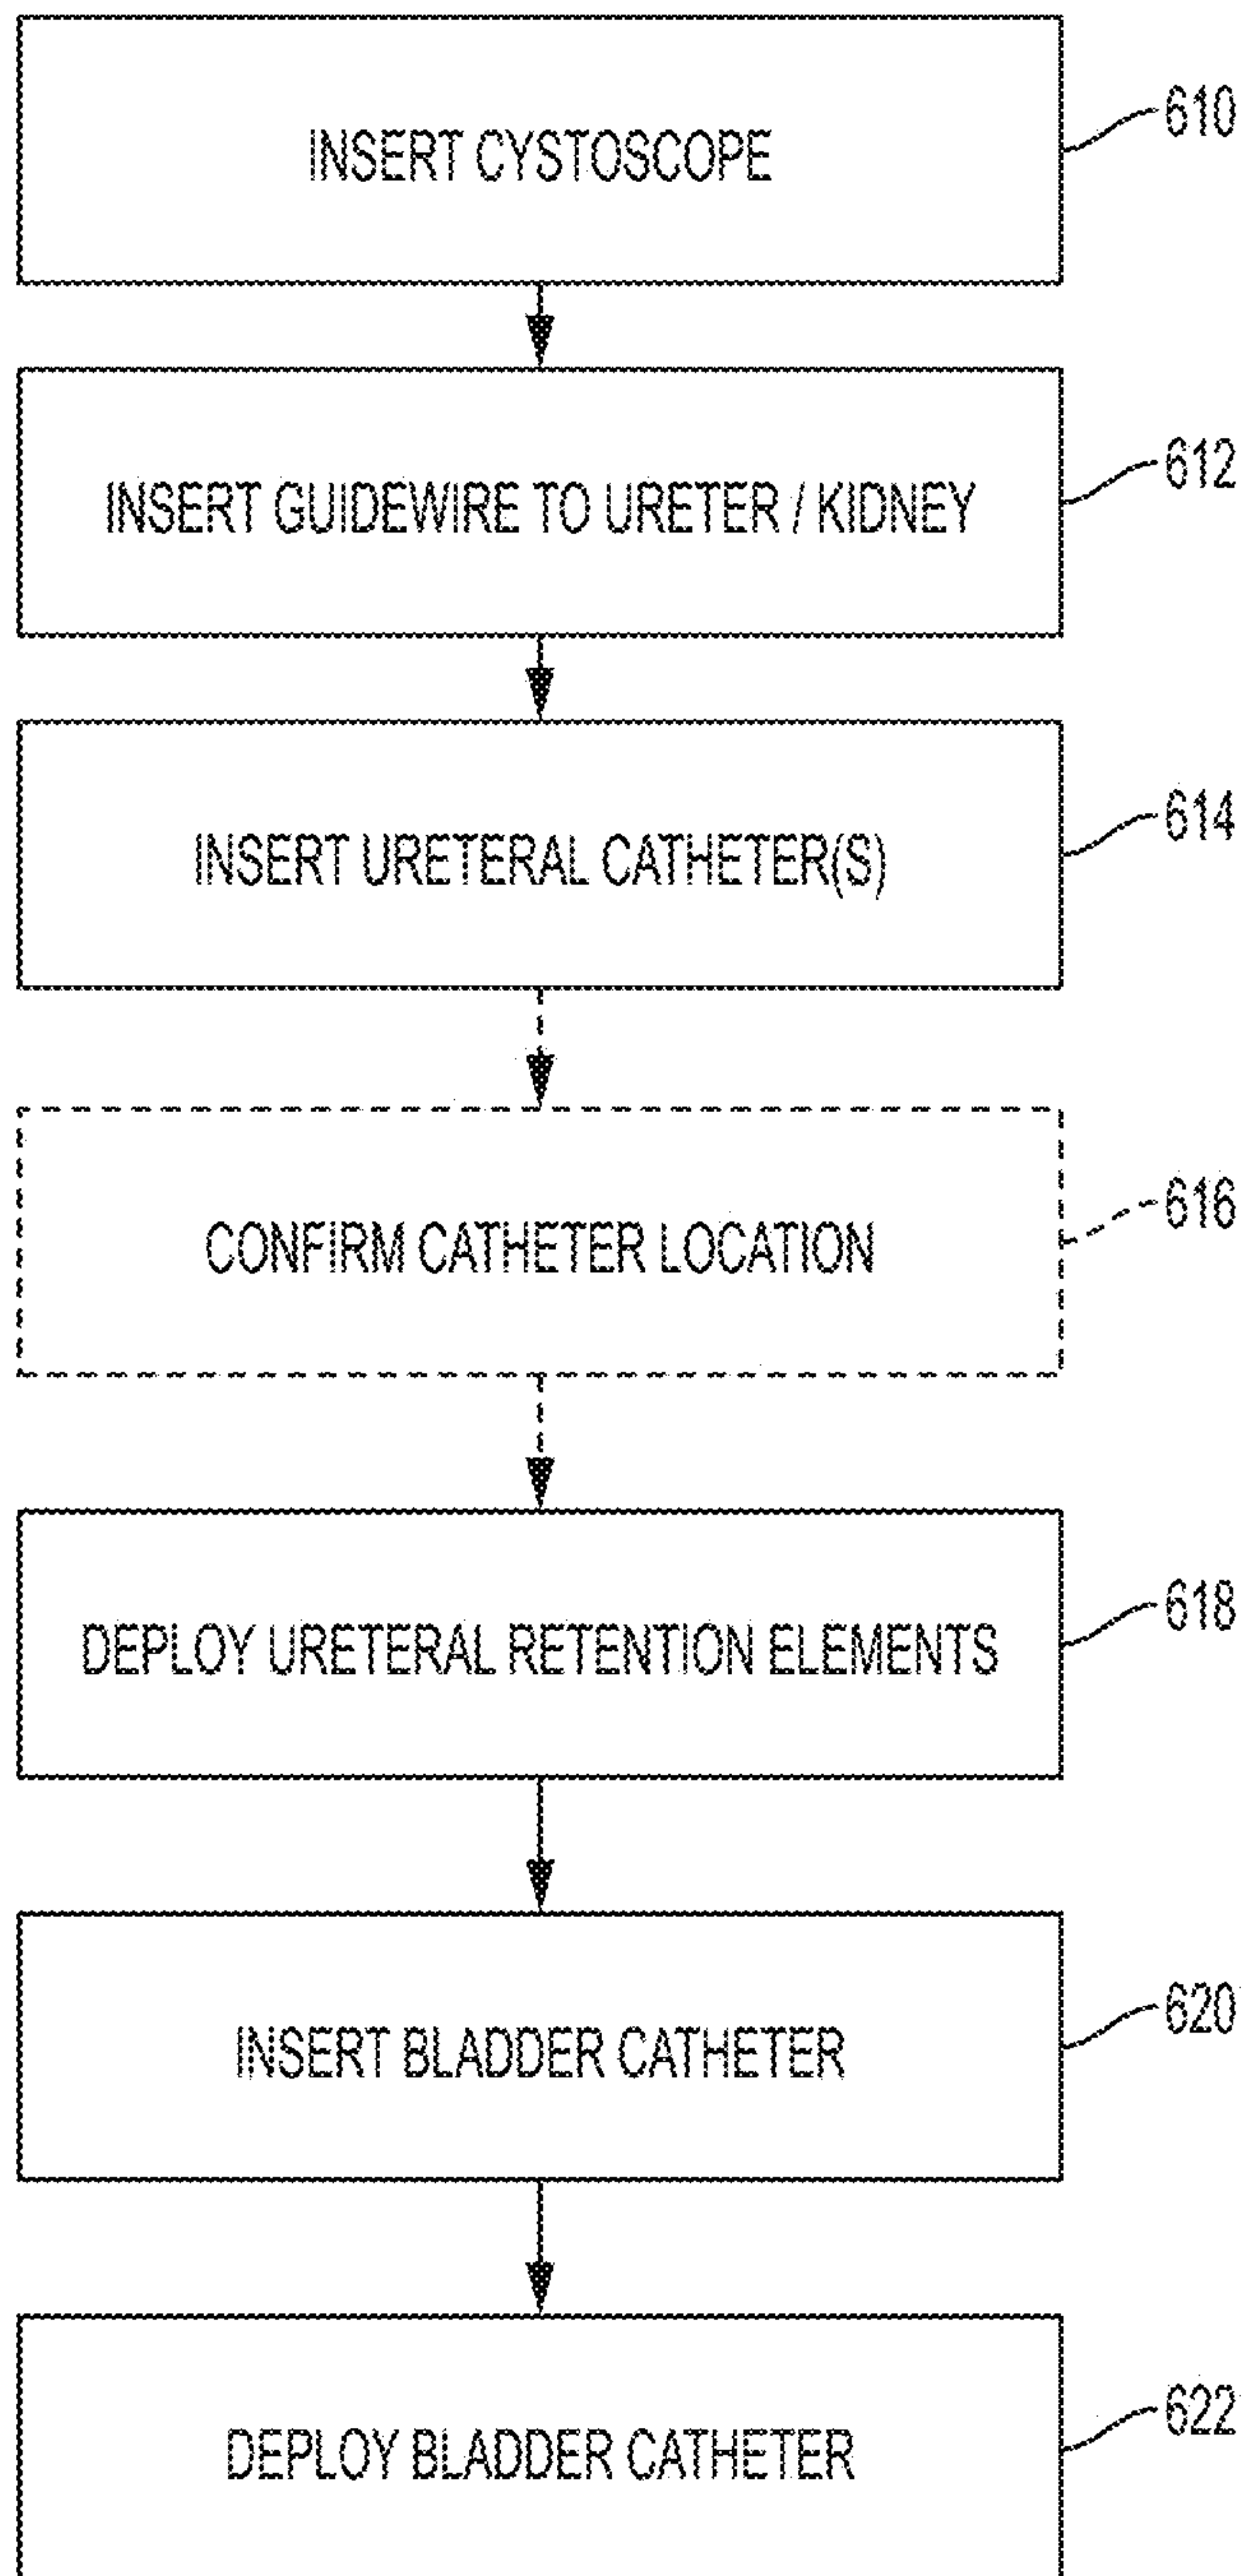 INSERT CYSTOSCOPE
610
INSERT GUIDEWIRE TO URETER / KIDNEY
612
INSERT URETERAL CATHETER(S)
614
CONFIRM CATHETER LOCATION
616
DEPLOY URETERAL RETENTION ELEMENTS
618
INSERT BLADDER CATHETER
620
DEPLOY BLADDER CATHETER
622